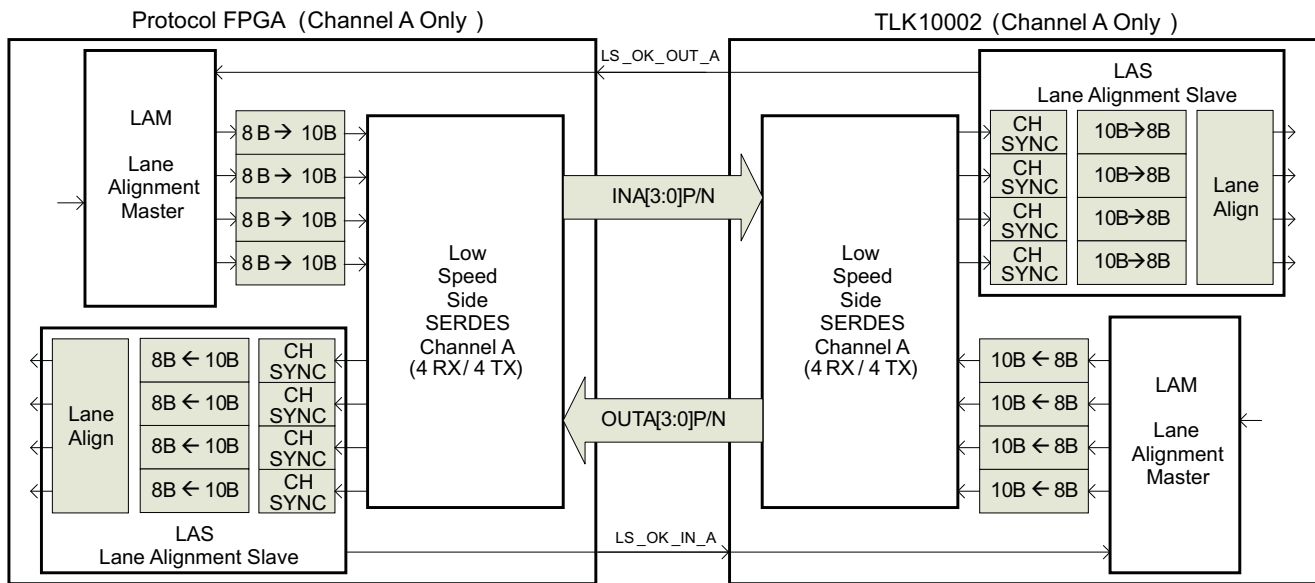 Protocol FPGA (Channel A Only)
TLK10002 (Channel A Only)
LS_OK_OUT_A
LAM
Lane
Alignment
Master
8B → 10B
8B → 10B
8B → 10B
8B → 10B
Low
Speed
Side
SERDES
Channel A
(4 RX / 4 TX)
INA[3:0]P/N
OUTA[3:0]P/N
Low
Speed
Side
SERDES
Channel A
(4 RX / 4 TX)
LAS
Lane Alignment Slave
CH
SYNC
CH
SYNC
CH
SYNC
CH
SYNC
10B→8B
10B→8B
10B→8B
10B→8B
Lane
Align
Lane
Align
8B ← 10B
8B ← 10B
8B ← 10B
8B ← 10B
CH
SYNC
CH
SYNC
CH
SYNC
CH
SYNC
LAS
Lane Alignment Slave
10B ← 8B
10B ← 8B
10B ← 8B
10B ← 8B
LAM
Lane
Alignment
Master
LS_OK_IN_A